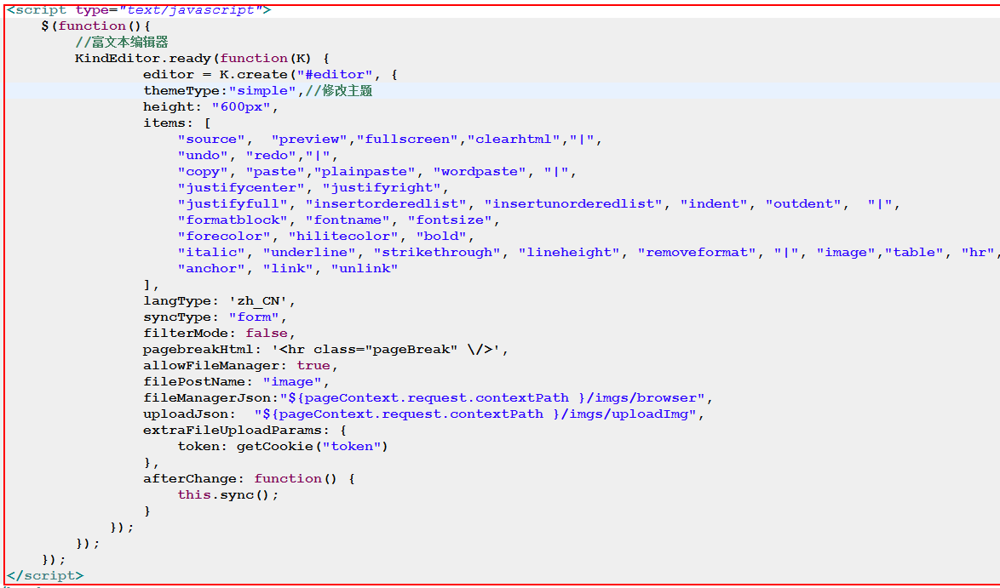 <script type="text/javascript">
$(function(){
//富文本编辑器
KindEditor.ready(function(K) {
editor = K.create("#editor", {
themeType:"simple",//修改主题
height: "600px",
items: [
"source",  "preview","fullscreen","clearhtml","|",
"undo", "redo","|",
"copy", "paste","plainpaste", "wordpaste", "|",
"justifycenter", "justifyright",
"justifyfull", "insertorderedlist", "insertunorderedlist", "indent", "outdent",  "|",
"formatblock", "fontname", "fontsize",
"forecolor", "hilitecolor", "bold",
"italic", "underline", "strikethrough", "lineheight", "removeformat", "|", "image","table", "hr",
"anchor", "link", "unlink"
],
langType: 'zh_CN',
syncType: "form",
filterMode: false,
pagebreakHtml: '<hr class="pageBreak" \/>',
allowFileManager: true,
filePostName: "image",
fileManagerJson:"${pageContext.request.contextPath }/imgs/browser",
uploadJson:  "${pageContext.request.contextPath }/imgs/uploadImg",
extraFileUploadParams: {
token: getCookie("token")
},
afterChange: function() {
this.sync();
}
});
});
});
</script>